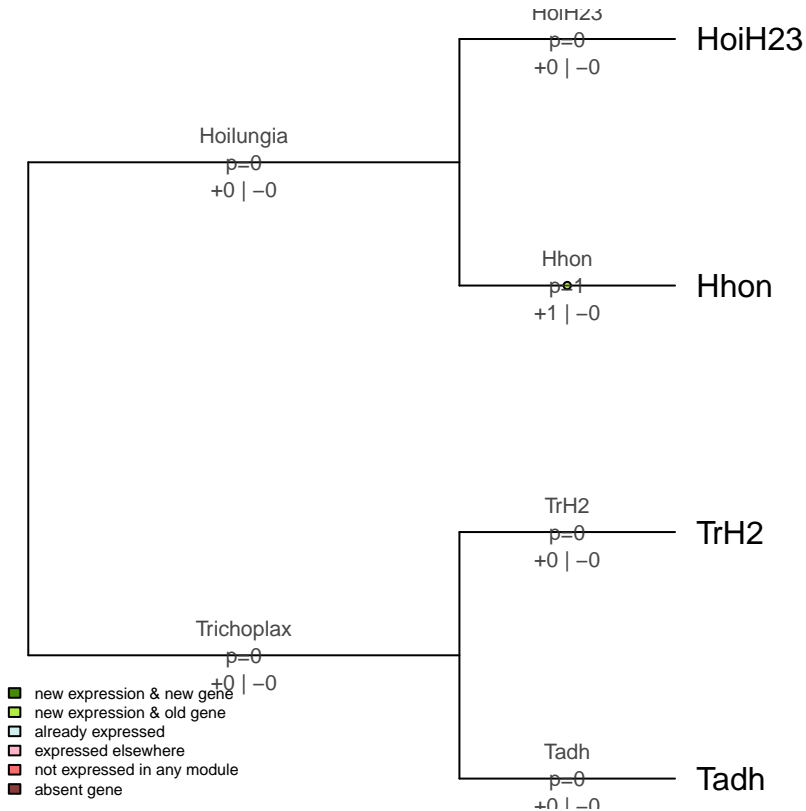 HoiH23
p=0
+0 | −0
HoiH23
Hoilungia
p=0
+0 | −0
Hhon
p=1
+1 | −0
Hhon
TrH2
p=0
+0 | −0
TrH2
Trichoplax
p=0
+0 | −0
new expression & new gene
new expression & old gene
already expressed
expressed elsewhere
not expressed in any module
absent gene
Tadh
p=0
+0 | −0
Tadh